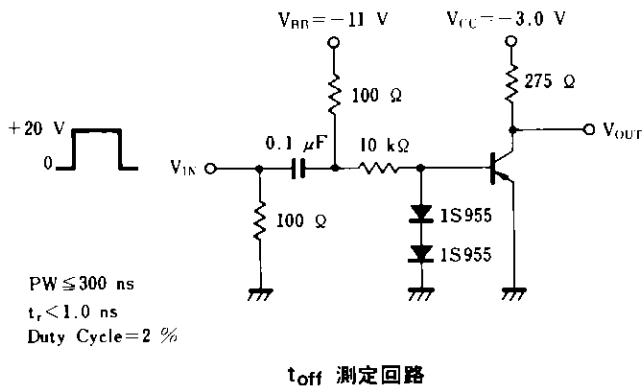 V_BB=−11 V
V_CC=−3.0 V
100 Ω
275 Ω
+20 V
0
0.1 μF
10 kΩ
V_IN
V_OUT
100 Ω
1S955
1S955
PW≦300 ns
t_r<1.0 ns
Duty Cycle=2 %
t_off 測定回路